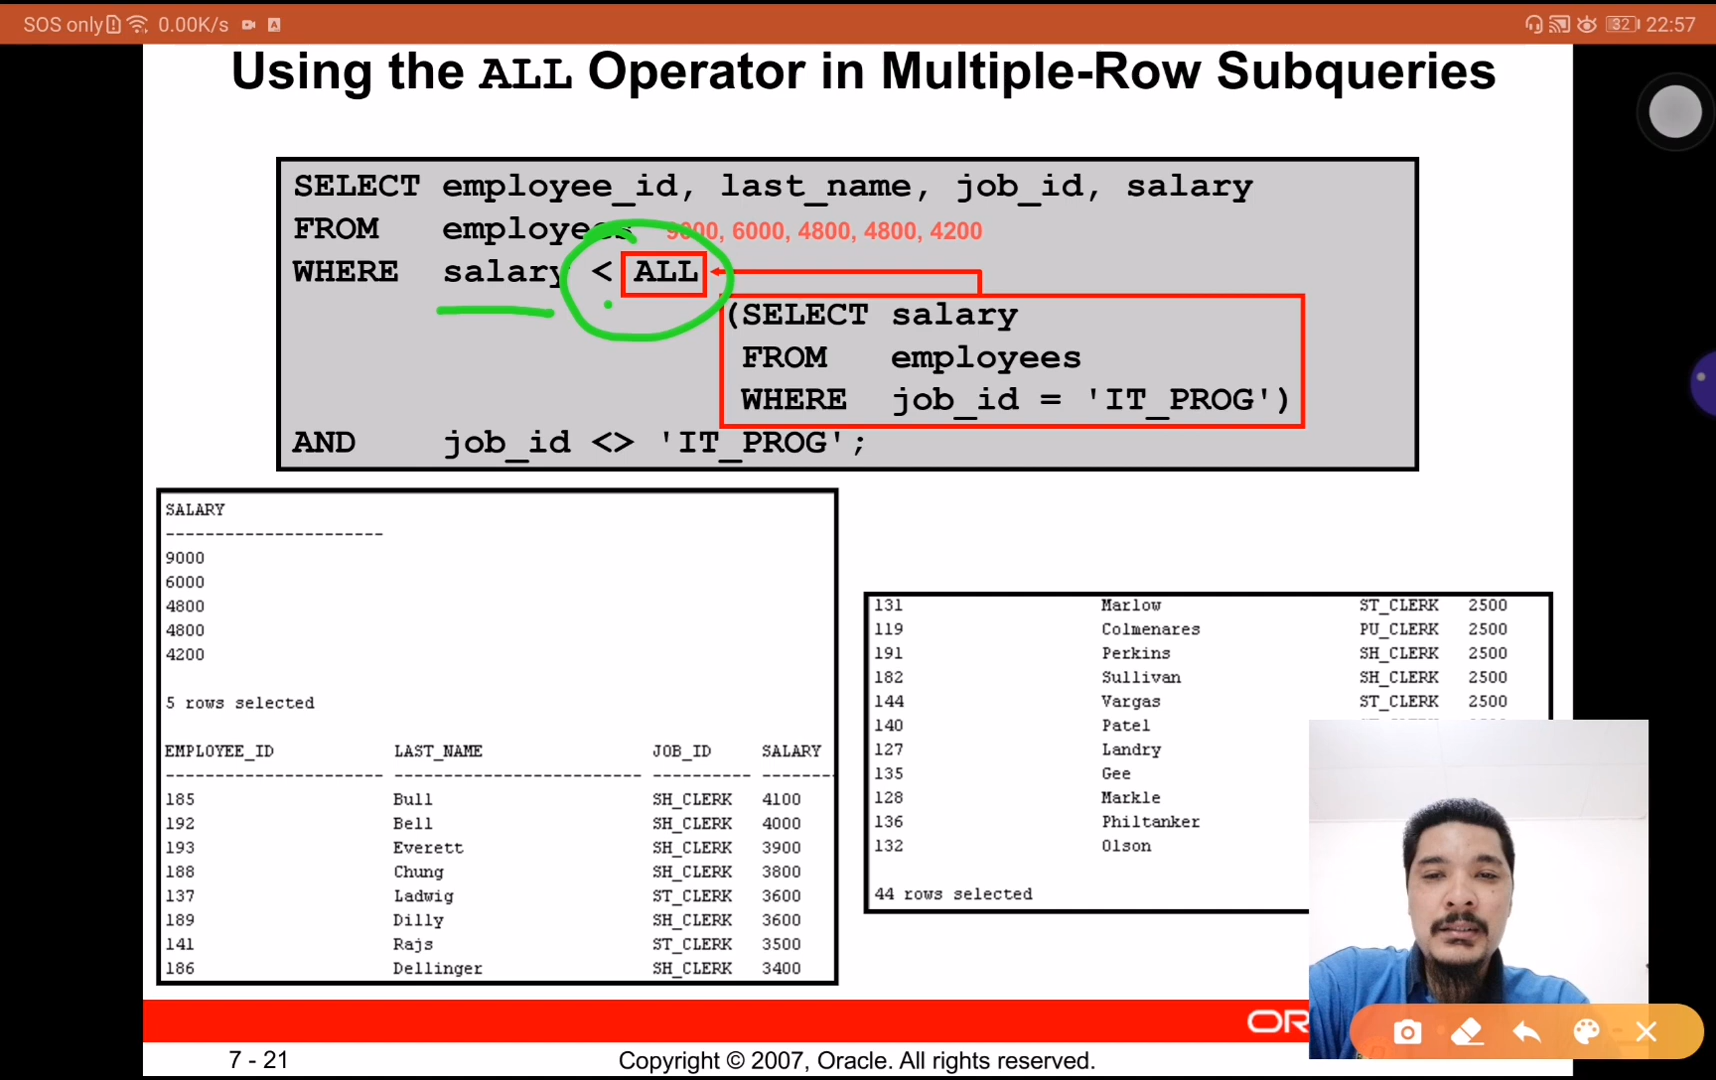 SOS only 0.00K/s 32 22:57
Using the ALL Operator in Multiple-Row Subqueries
SELECT employee_id, last_name, job_id, salary
FROM employees 9000, 6000, 4800, 4800, 4200
WHERE salary < ALL
(SELECT salary
FROM employees
WHERE job_id = 'IT_PROG')
AND job_id <> 'IT_PROG';
SALARY
----------------------
9000
6000
4800
4800
4200
5 rows selected
EMPLOYEE_ID LAST_NAME JOB_ID SALARY
---------------------- ------------------------- ---------- -------
185 Bull SH_CLERK 4100
192 Bell SH_CLERK 4000
193 Everett SH_CLERK 3900
188 Chung SH_CLERK 3800
137 Ladwig ST_CLERK 3600
189 Dilly SH_CLERK 3600
141 Rajs ST_CLERK 3500
186 Dellinger SH_CLERK 3400
131 Marlow ST_CLERK 2500
119 Colmenares PU_CLERK 2500
191 Perkins SH_CLERK 2500
182 Sullivan SH_CLERK 2500
144 Vargas ST_CLERK 2500
140 Patel
127 Landry
135 Gee
128 Markle
136 Philtanker
132 Olson
44 rows selected
7 - 21
Copyright © 2007, Oracle. All rights reserved.